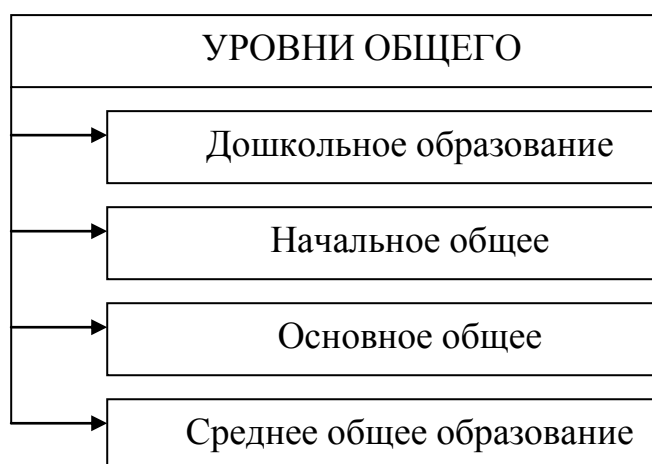 УРОВНИ ОБЩЕГО
Дошкольное образование
Начальное общее
Основное общее
Среднее общее образование